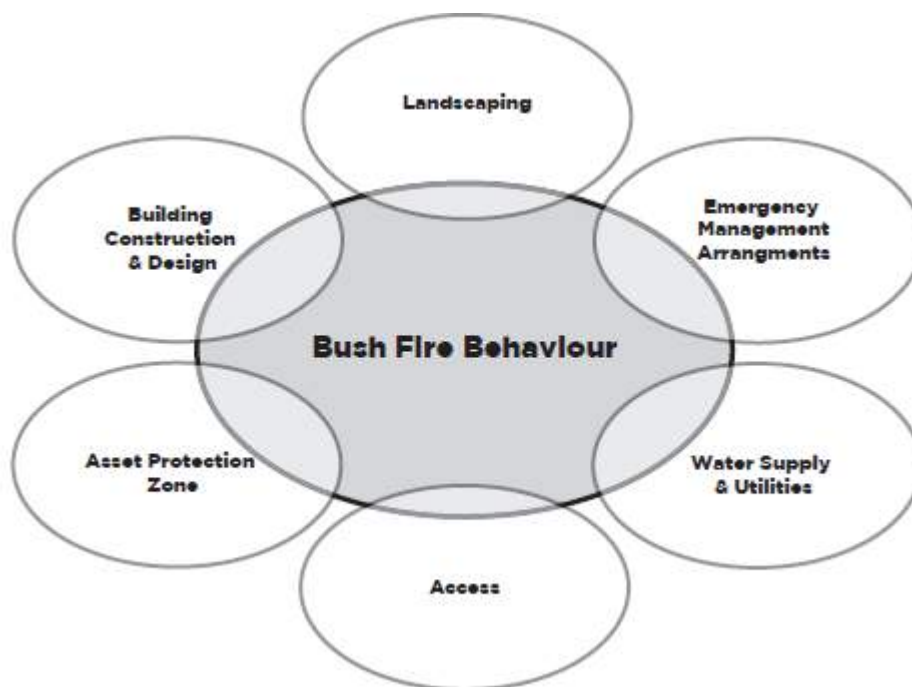 Landscaping
Building
Construction
& Design
Emergency
Management
Arrangments
Bush Fire Behaviour
Asset Protection
Zone
Water Supply
& Utilities
Access